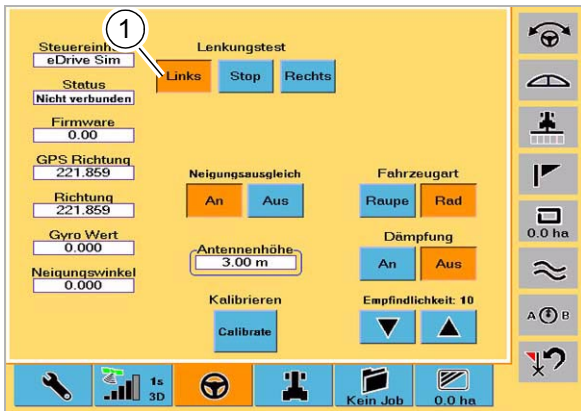 1
Steuereinh
eDrive Sim
Status
Nicht verbunden
Firmware
0.00
GPS Richtung
221.859
Richtung
221.859
Gyro Wert
0.000
Neigungswinkel
0.000
Lenkungstest
Links Stop Rechts
Neigungsausgleich
An Aus
Antennenhöhe
3.00 m
Kalibrieren
Calibrate
Fahrzeugart
Raupe Rad
Dämpfung
An Aus
Empfindlichkeit: 10
0.0 ha
A B
1s
3D
Kein Job
0.0 ha